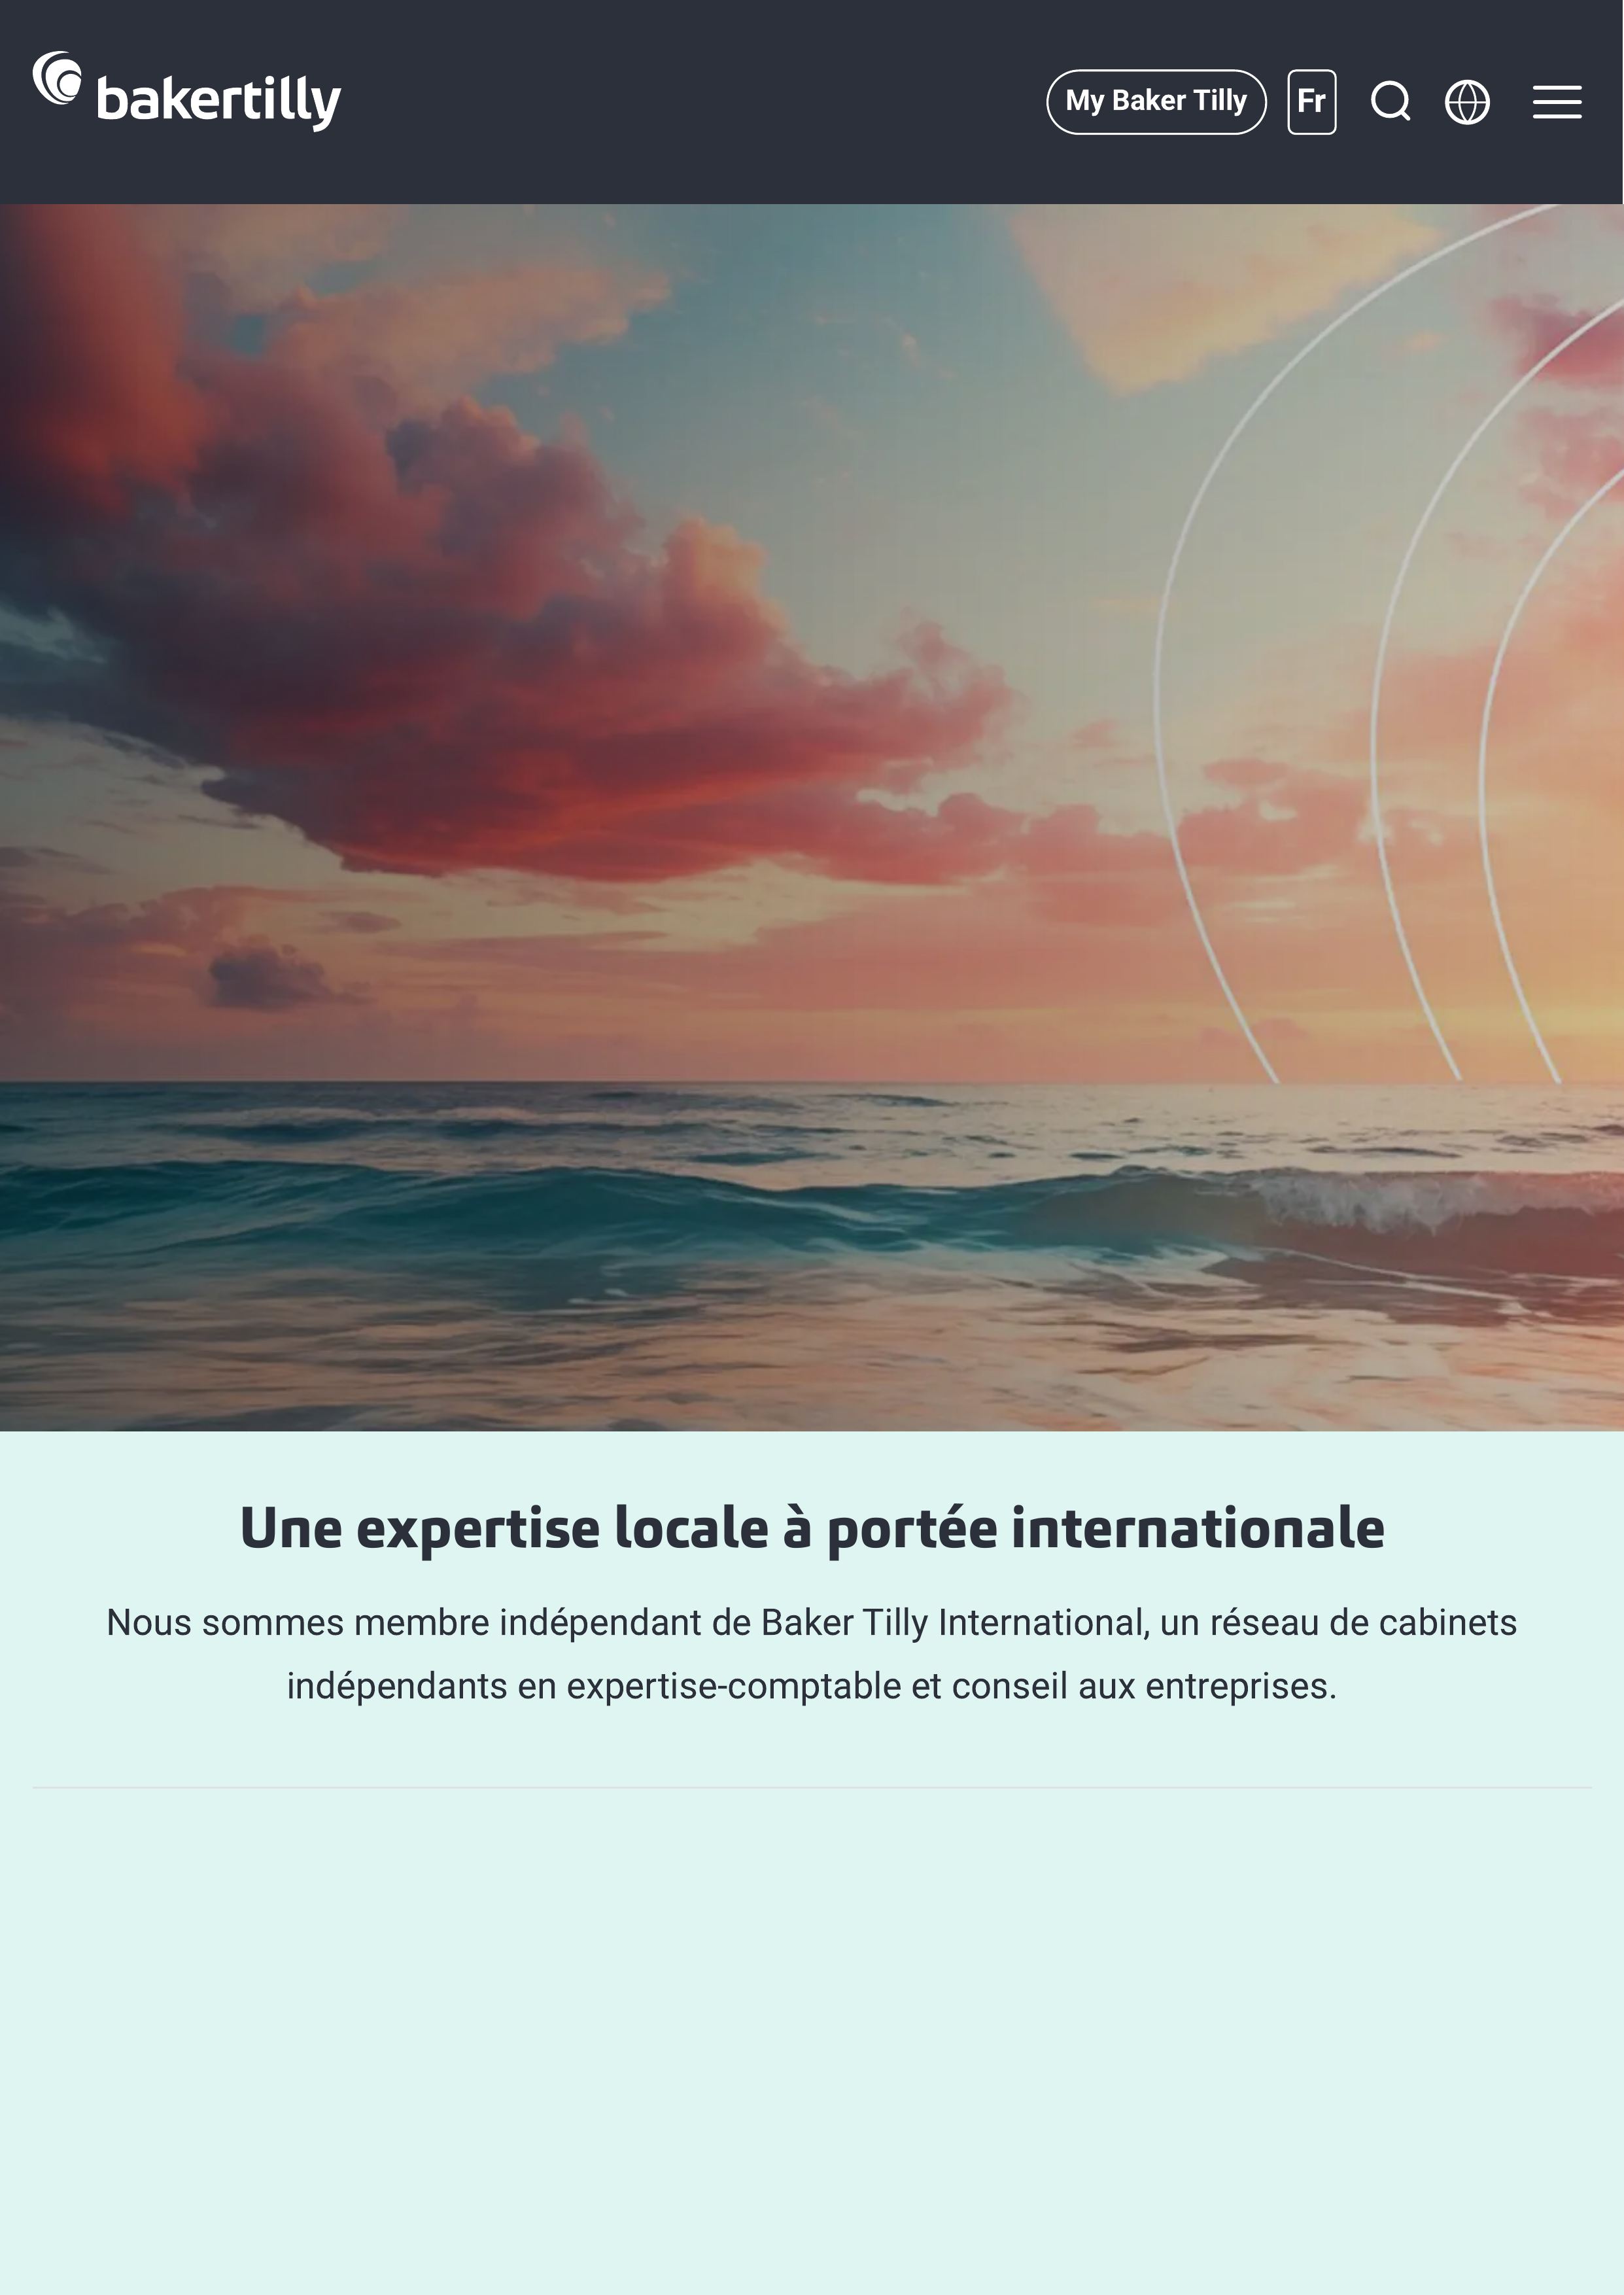 bakertilly
My Baker Tilly
Fr
Une expertise locale à portée internationale
Nous sommes membre indépendant de Baker Tilly International, un réseau de cabinets
indépendants en expertise-comptable et conseil aux entreprises.